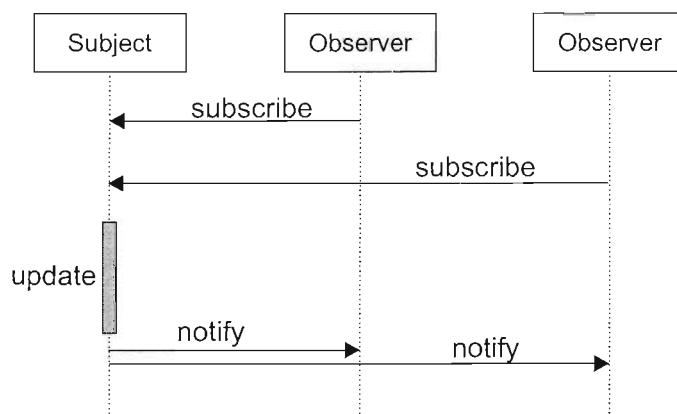 Subject
Observer
Observer
subscribe
subscribe
update
notify
notify